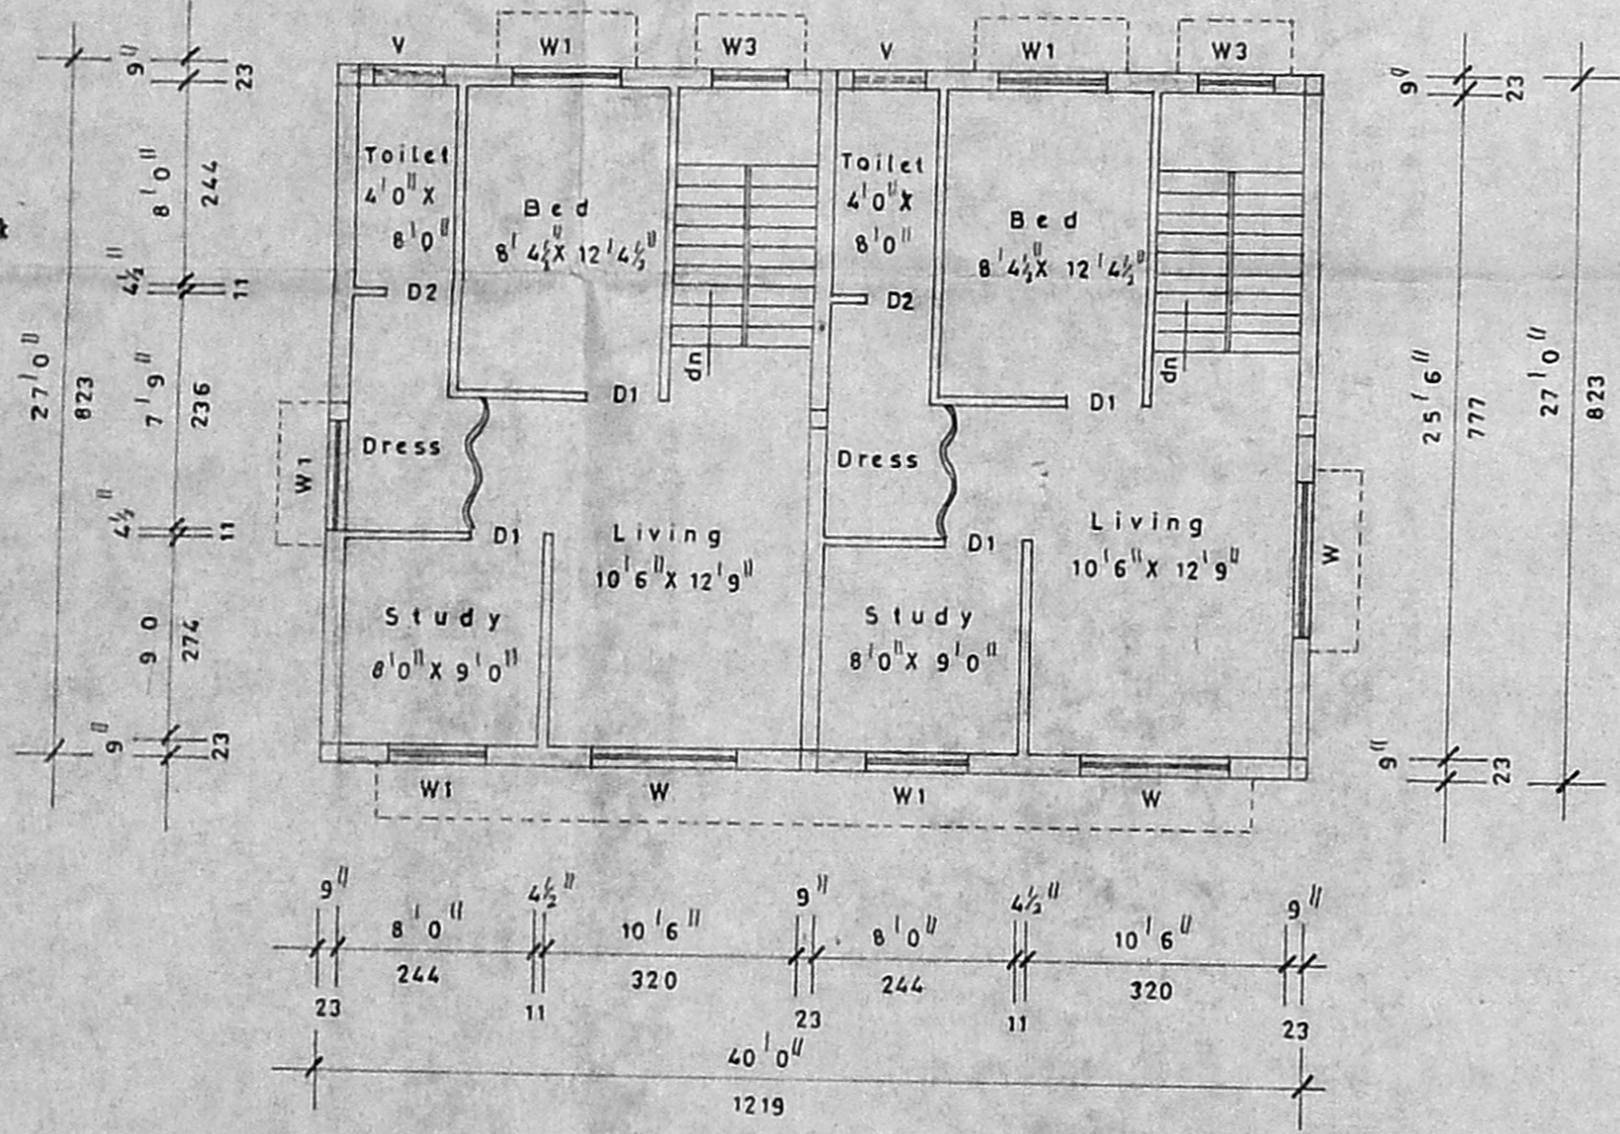 V W1 W3 V W1 W3
9" 23
9" 23
Toilet
4'0" X
8'0"
Bed
8'4½" X 12'4½"
Toilet
4'0" X
8'0"
Bed
8'4½" X 12'4½"
8'0" 244
4½" 11
D2
D2
27'0" 823
7'9" 236
dn
dn
D1
D1
25'6" 777
27'0" 823
W1
Dress
Dress
4½" 11
D1
Living
10'6" X 12'9"
D1
Living
10'6" X 12'9"
W
9 0 274
Study
8'0" X 9'0"
Study
8'0" X 9'0"
9" 23
9" 23
W1 W W1 W
9" 4½" 9" 4½" 9"
8'0" 10'6" 8'0" 10'6"
244 320 244 320
23 11 23 11 23
40'0"
1219